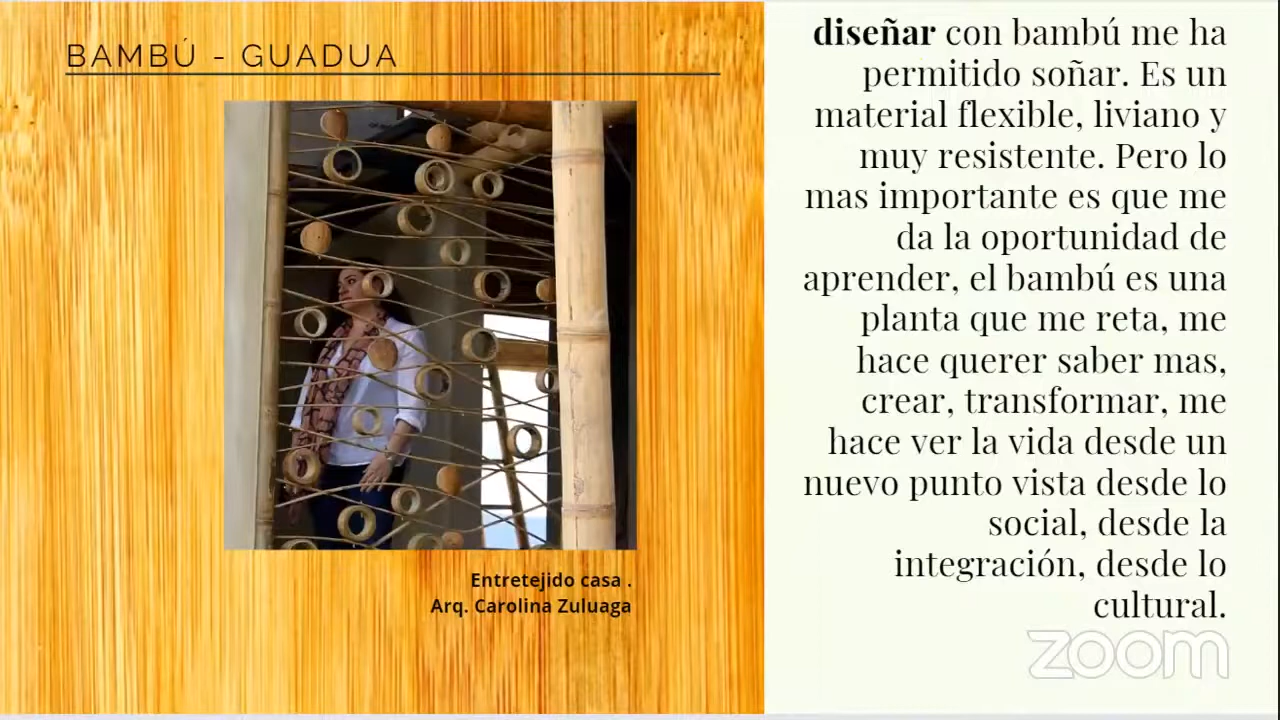 BAMBÚ - GUADUA
Entretejido casa .
Arq. Carolina Zuluaga
diseñar con bambú me ha
permitido soñar. Es un
material flexible, liviano y
muy resistente. Pero lo
mas importante es que me
da la oportunidad de
aprender, el bambú es una
planta que me reta, me
hace querer saber mas,
crear, transformar, me
hace ver la vida desde un
nuevo punto vista desde lo
social, desde la
integración, desde lo
cultural.
zoom